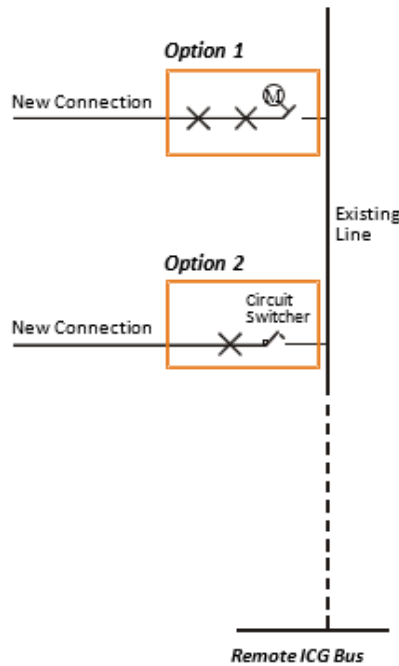 Option 1
New Connection
M
Existing
Line
Option 2
Circuit
Switcher
New Connection
Remote ICG Bus